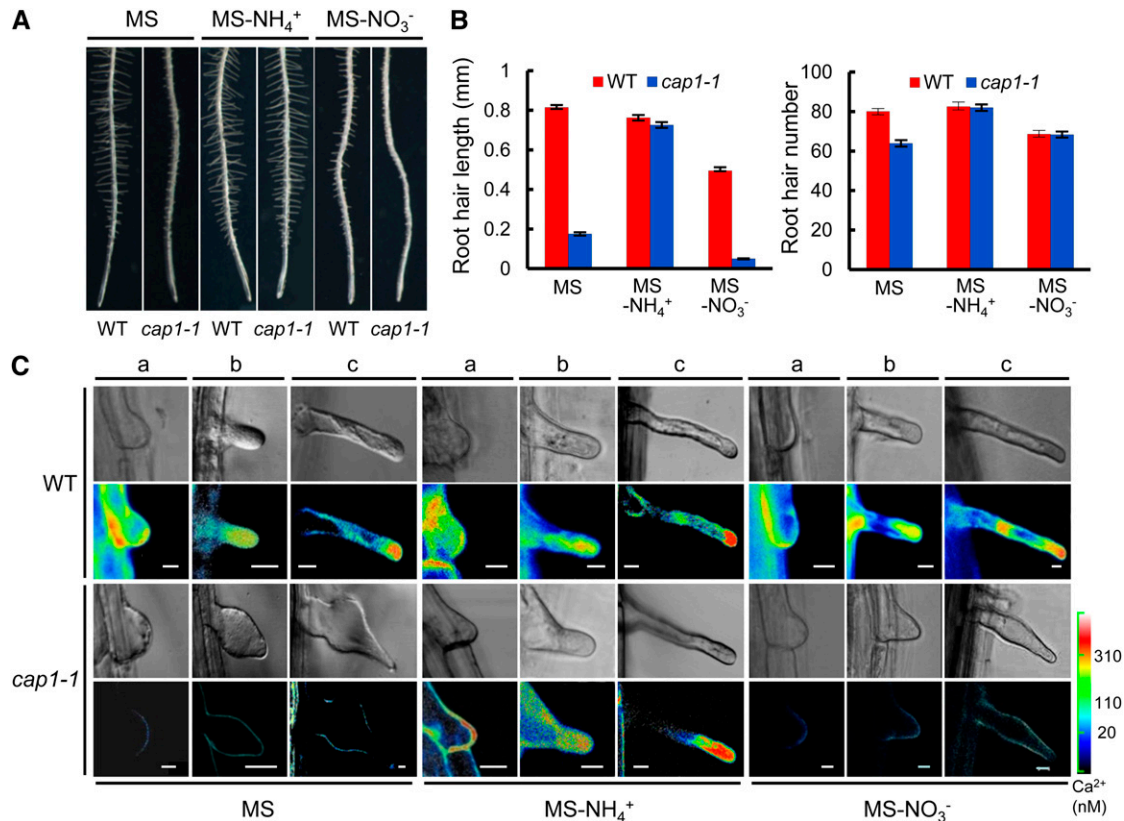 A
MS MS-NH₄⁺ MS-NO₃⁻
WT cap1-1 WT cap1-1 WT cap1-1
B
WT cap1-1
Root hair length (mm)
1
0.8
0.6
0.4
0.2
0
MS MS -NH₄⁺ MS -NO₃⁻
WT cap1-1
Root hair number
100
80
60
40
20
0
MS MS -NH₄⁺ MS -NO₃⁻
C
a b c a b c a b c
WT
cap1-1
310
110
20
Ca²⁺
(nM)
MS MS-NH₄⁺ MS-NO₃⁻